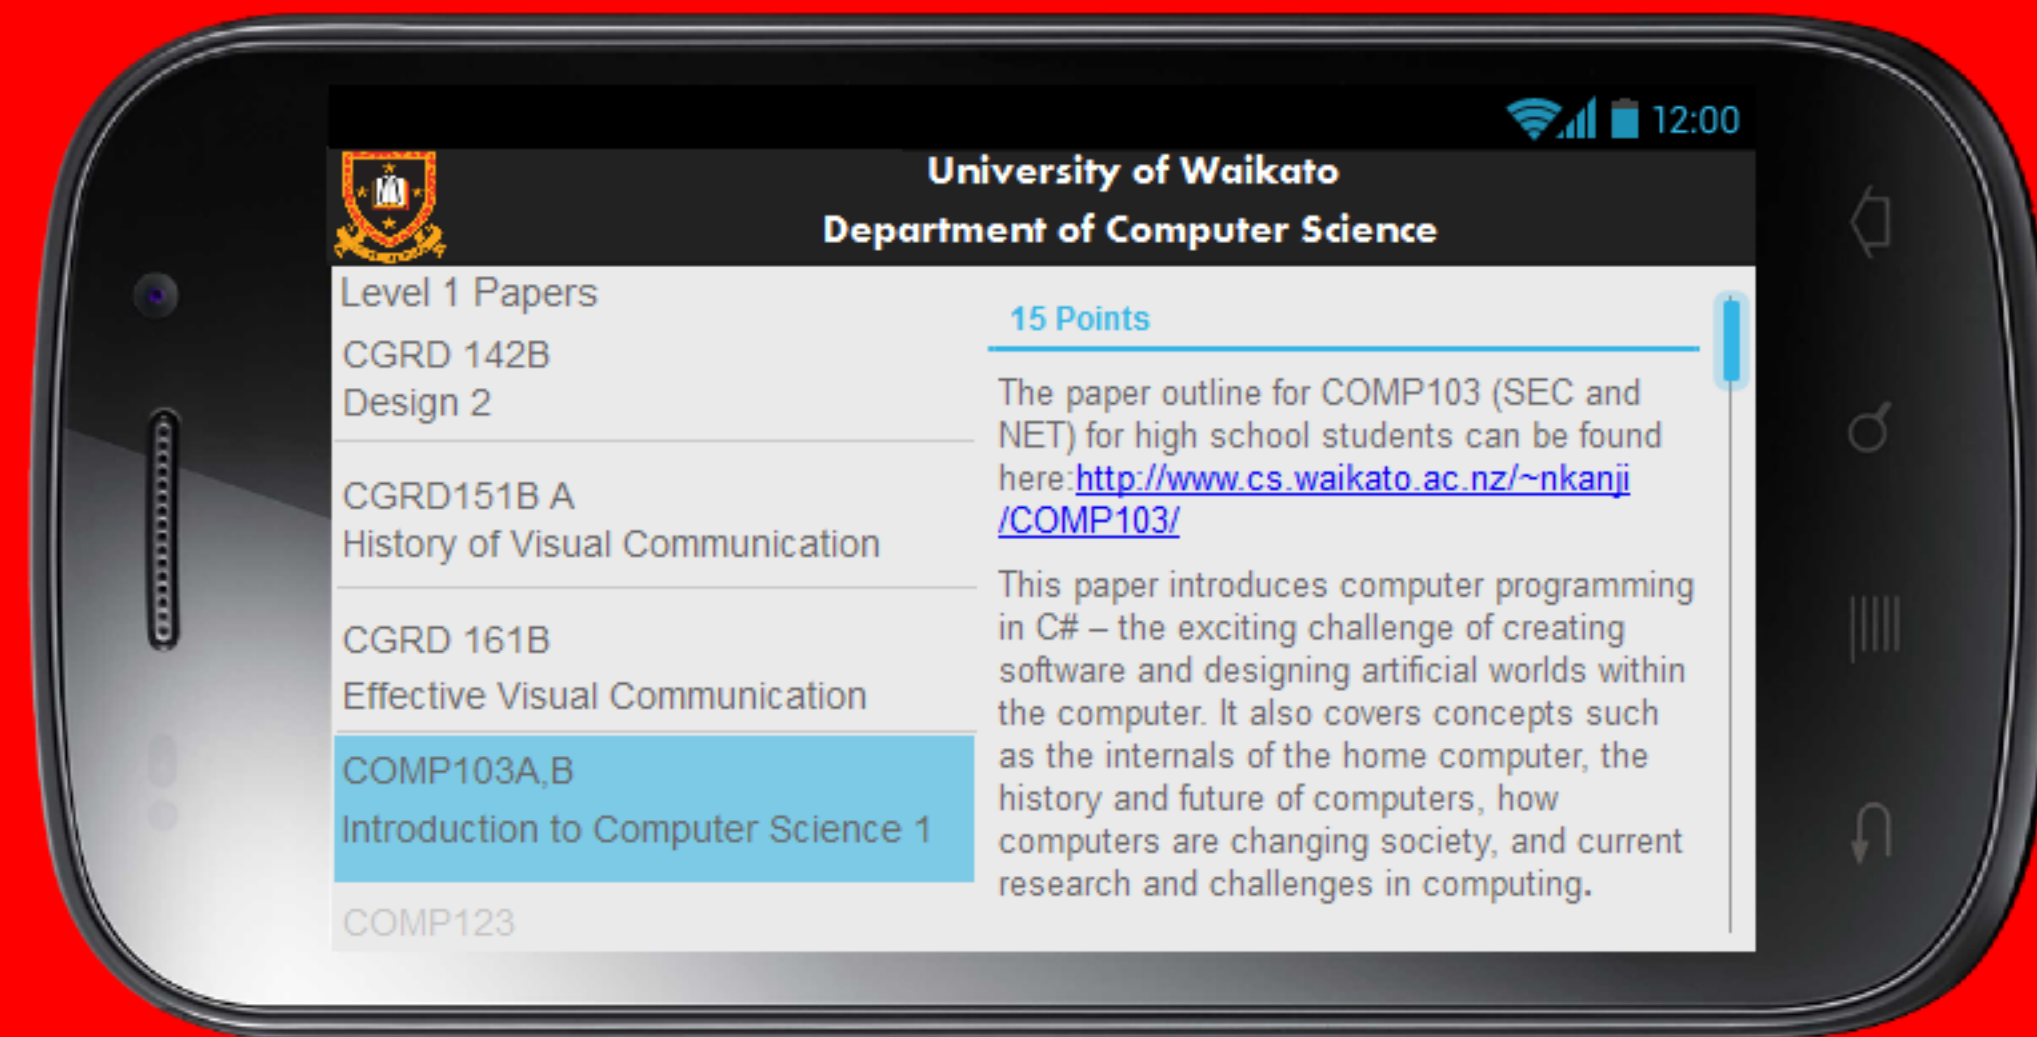 12:00
University of Waikato
Department of Computer Science
Level 1 Papers
CGRD 142B
Design 2
CGRD151B A
History of Visual Communication
CGRD 161B
Effective Visual Communication
COMP103A,B
Introduction to Computer Science 1
COMP123
15 Points
The paper outline for COMP103 (SEC and
NET) for high school students can be found
here:http://www.cs.waikato.ac.nz/~nkanji
/COMP103/
This paper introduces computer programming
in C# – the exciting challenge of creating
software and designing artificial worlds within
the computer. It also covers concepts such
as the internals of the home computer, the
history and future of computers, how
computers are changing society, and current
research and challenges in computing.